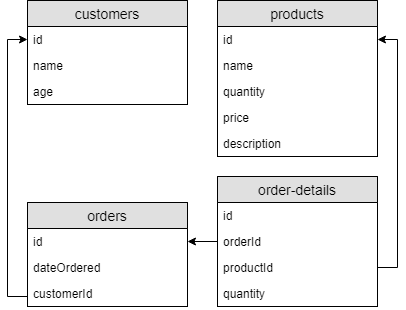 customers
id
name
age
products
id
name
quantity
price
description
orders
id
dateOrdered
customerId
order-details
id
orderId
productId
quantity